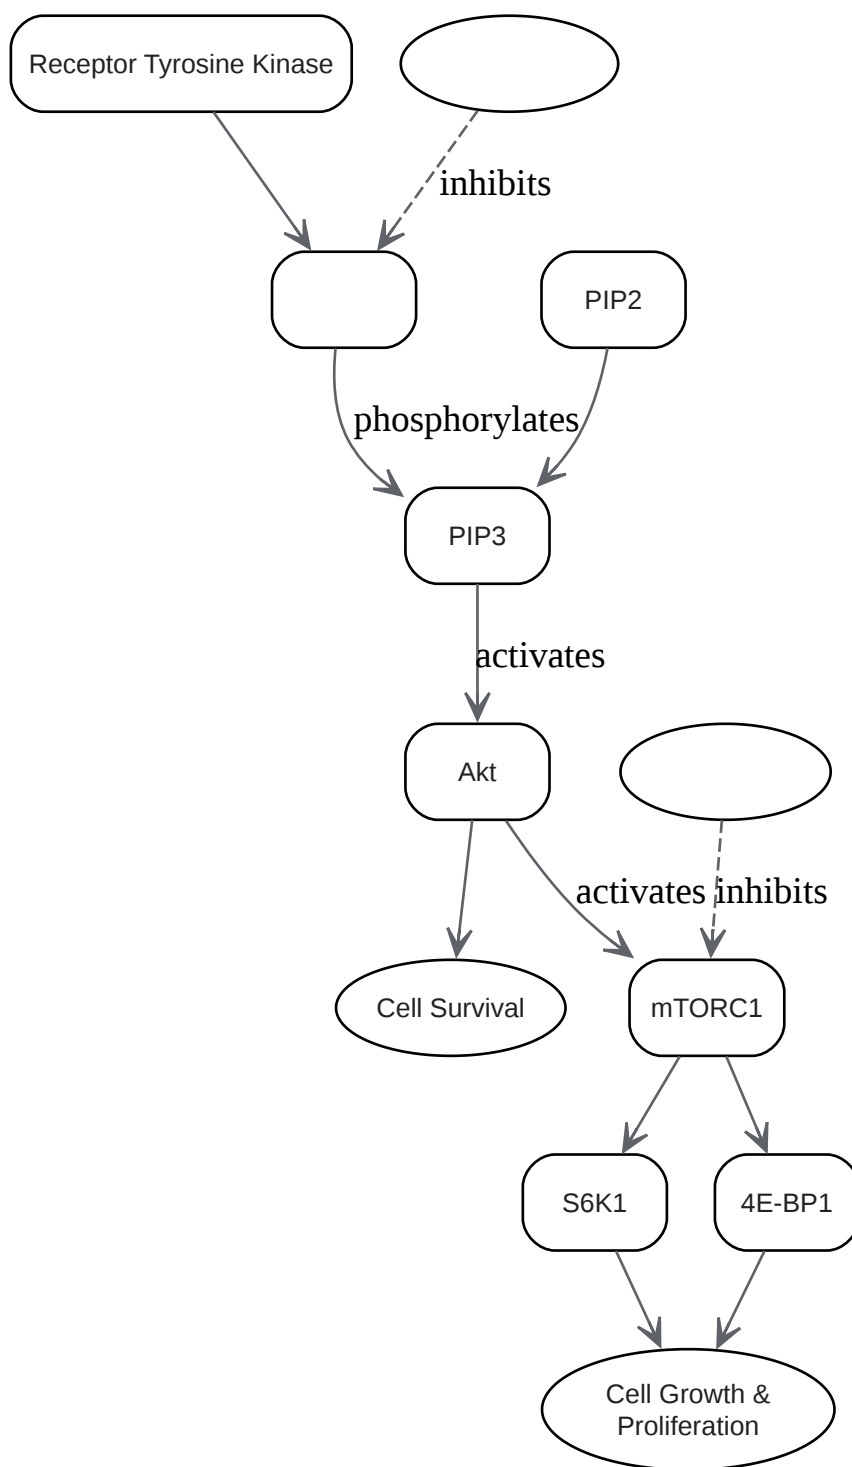 Receptor Tyrosine Kinase
inhibits
PIP2
phosphorylates
PIP3
activates
Akt
activates
inhibits
Cell Survival
mTORC1
S6K1
4E-BP1
Cell Growth &
Proliferation